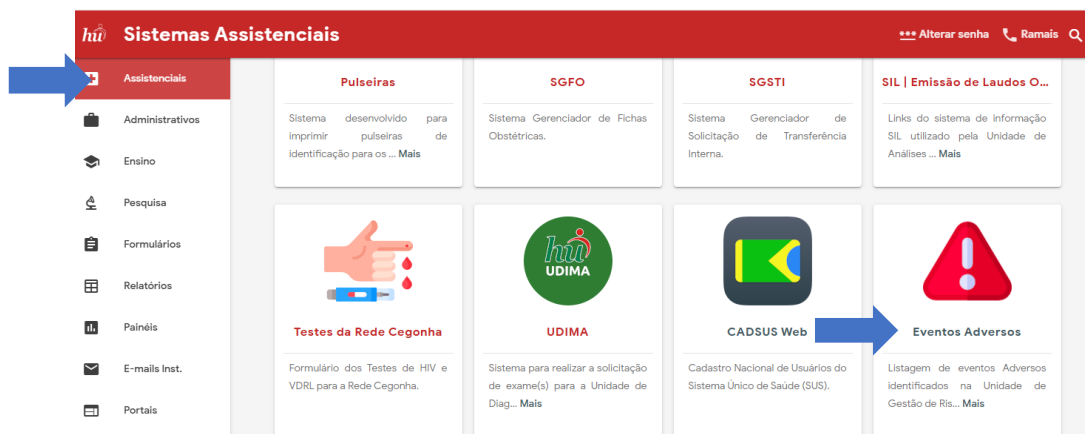 hu Sistemas Assistenciais
*** Alterar senha
Ramais
Assistenciais
Administrativos
Ensino
Pesquisa
Formulários
Relatórios
Painéis
E-mails Inst.
Portais
Pulseiras
Sistema desenvolvido para
imprimir pulseiras de
identificação para os ... Mais
SGFO
Sistema Gerenciador de Fichas
Obstétricas.
SGSTI
Sistema Gerenciador de
Solicitação de Transferência
Interna.
SIL | Emissão de Laudos O...
Links do sistema de informação
SIL utilizado pela Unidade de
Análises ... Mais
Testes da Rede Cegonha
Formulário dos Testes de HIV e
VDRL para a Rede Cegonha.
hu
UDIMA
UDIMA
Sistema para realizar a solicitação
de exame(s) para a Unidade de
Diag... Mais
CADSUS Web
Cadastro Nacional de Usuários do
Sistema Único de Saúde (SUS).
Eventos Adversos
Listagem de eventos Adversos
identificados na Unidade de
Gestão de Ris... Mais